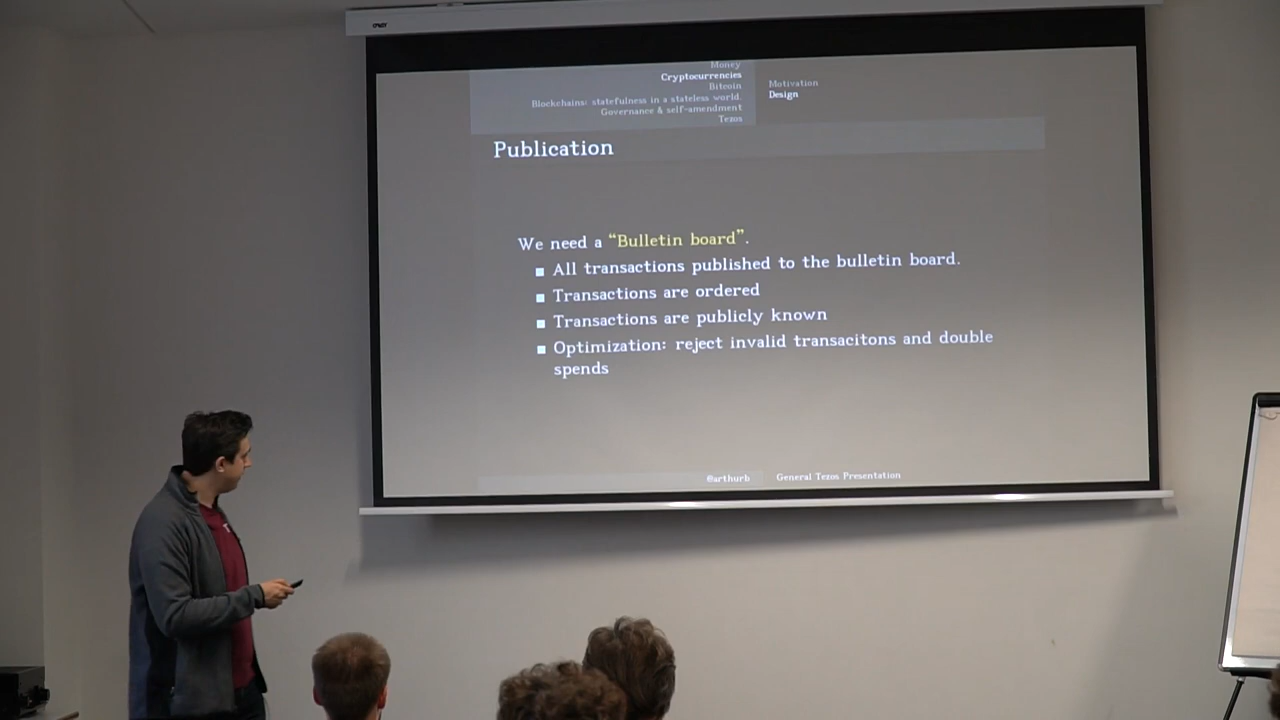 Money
Cryptocurrencies
Bitcoin
Blockchains: statefulness in a stateless world.
Governance & self-amendment
Tezos
Motivation
Design
Publication
We need a “Bulletin board”.
All transactions published to the bulletin board.
Transactions are ordered
Transactions are publicly known
Optimization: reject invalid transacitons and double
spends
@arthurb
General Tezos Presentation